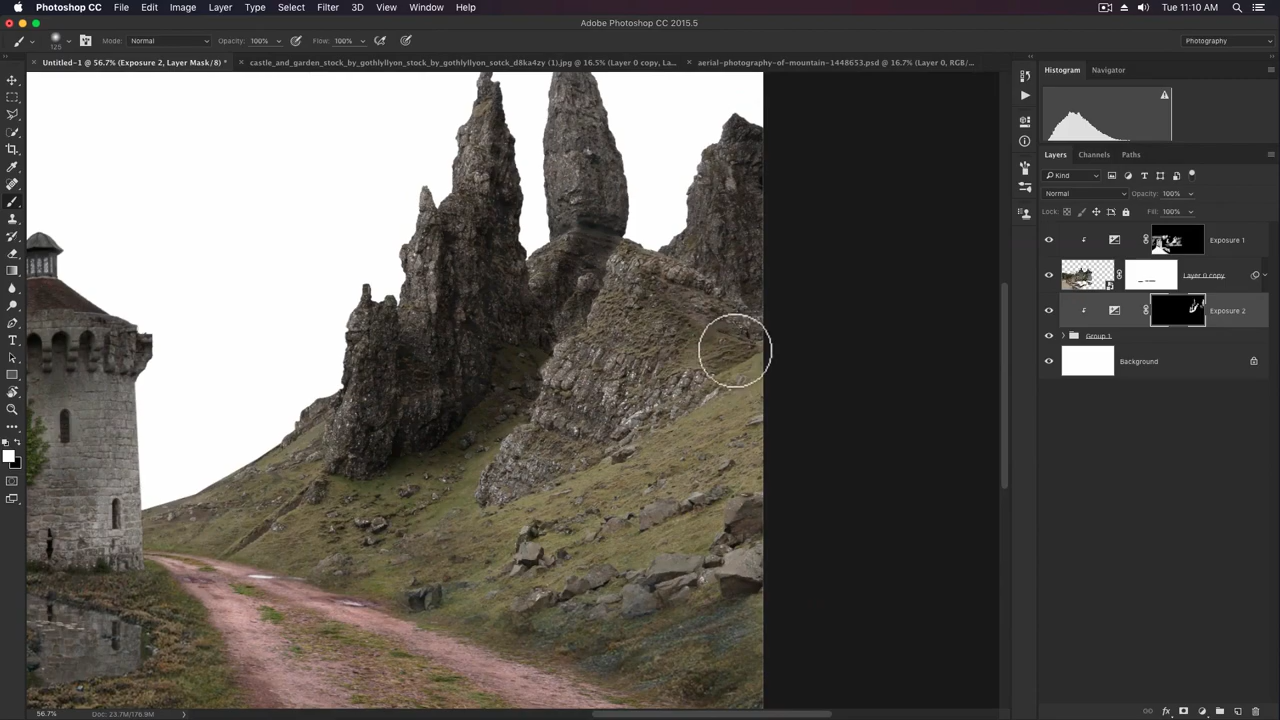 Photoshop CC File Edit Image Layer Type Select Filter 3D View Window Help Tue 11:10 AM
Adobe Photoshop CC 2015.5
125 Mode: Normal Opacity: 100% Flow: 100% Photography
Untitled-1 @ 56.7% (Exposure 2, Layer Mask/8) * castle_and_garden_stock_by_gothlyllyon_stock_by_gothlyllyon_sotck_d8ka4zy (1).jpg @ 16.5% (Layer 0 copy, La... aerial-photography-of-mountain-1448653.psd @ 16.7% (Layer 0, RGB/...
Histogram Navigator
Layers Channels Paths
Kind
Normal Opacity: 100%
Lock: Fill: 100%
Exposure 1
Layer 0 copy
Exposure 2
Group 1
Background
56.7% Doc: 23.7M/176.9M